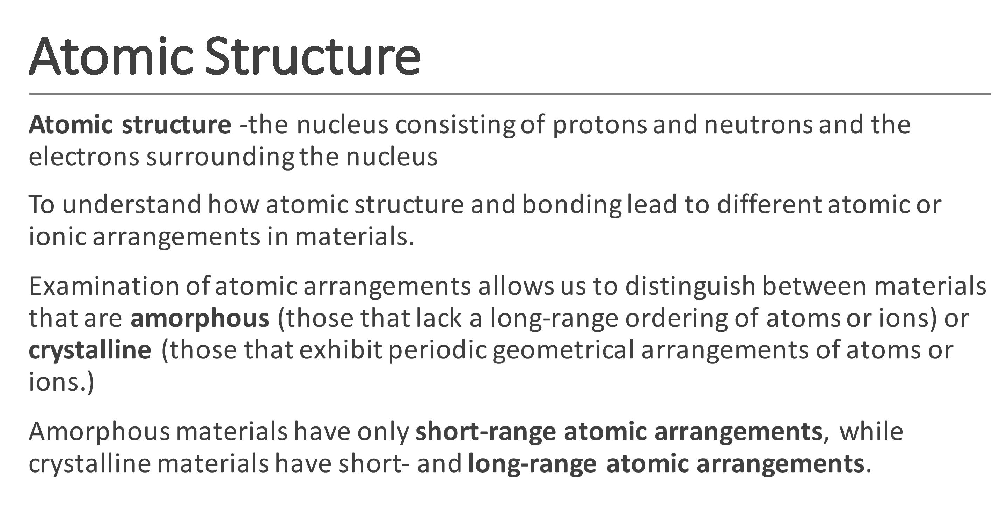 Atomic Structure
Atomic structure -the nucleus consisting of protons and neutrons and the
electrons surrounding the nucleus
To understand how atomic structure and bonding lead to different atomic or
ionic arrangements in materials.
Examination of atomic arrangements allows us to distinguish between materials
that are amorphous (those that lack a long-range ordering of atoms or ions) or
crystalline (those that exhibit periodic geometrical arrangements of atoms or
ions.)
Amorphous materials have only short-range atomic arrangements, while
crystalline materials have short- and long-range atomic arrangements.